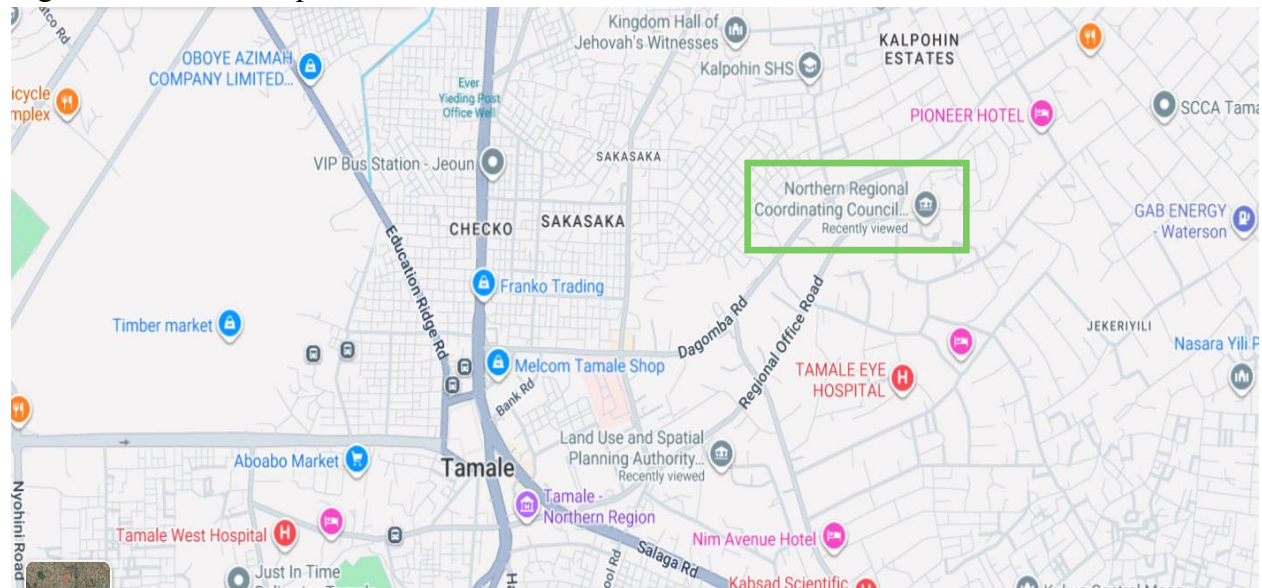 Kingdom Hall of
Jehovah's Witnesses
KALPOHIN
ESTATES
OBOYE AZIMAH
COMPANY LIMITED...
Kalpohin SHS
Ever
Yieding Post
Office Well
PIONEER HOTEL
SCCA Tama
VIP Bus Station - Jeoun
SAKASAKA
Northern Regional
Coordinating Council...
Recently viewed
GAB ENERGY
- Waterson
CHECKO
SAKASAKA
Education Ridge Rd
Franko Trading
Timber market
Dagomba Rd
Regional Office Road
JEKERIYILI
Nasara Yili P
Melcom Tamale Shop
TAMALE EYE
HOSPITAL
Bank Rd
Land Use and Spatial
Planning Authority...
Recently viewed
Aboabo Market
Tamale
Nyohini Road
Tamale -
Northern Region
Tamale West Hospital
Nim Avenue Hotel
Salaga Rd
Just In Time
Kabsad Scientific